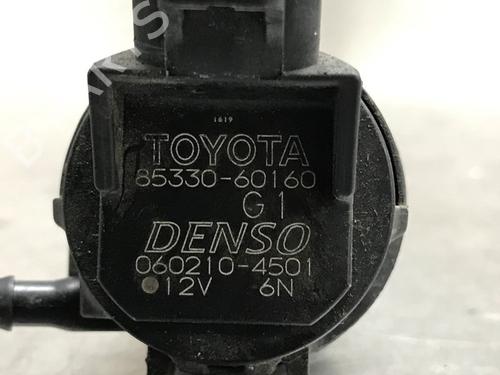 1619
TOYOTA
85330-60160
G1
DENSO
060210-4501
12V 6N